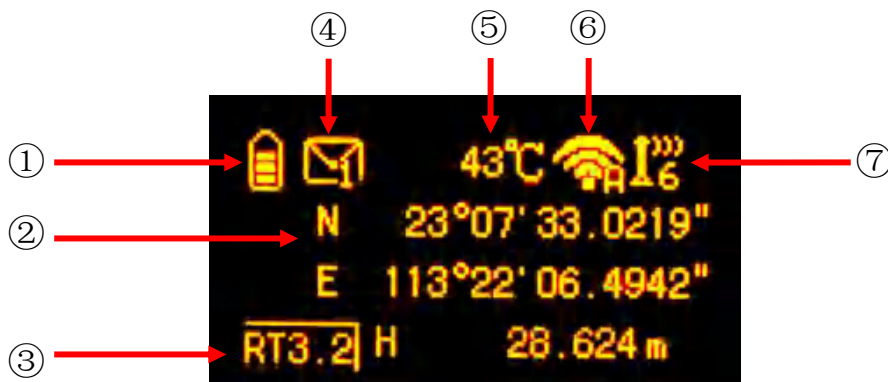 ④ ⑤ ⑥
① 43℃ A 6 ⑦
② N 23°07'33.0219"
E 113°22'06.4942"
③ RT3.2 H 28.624m